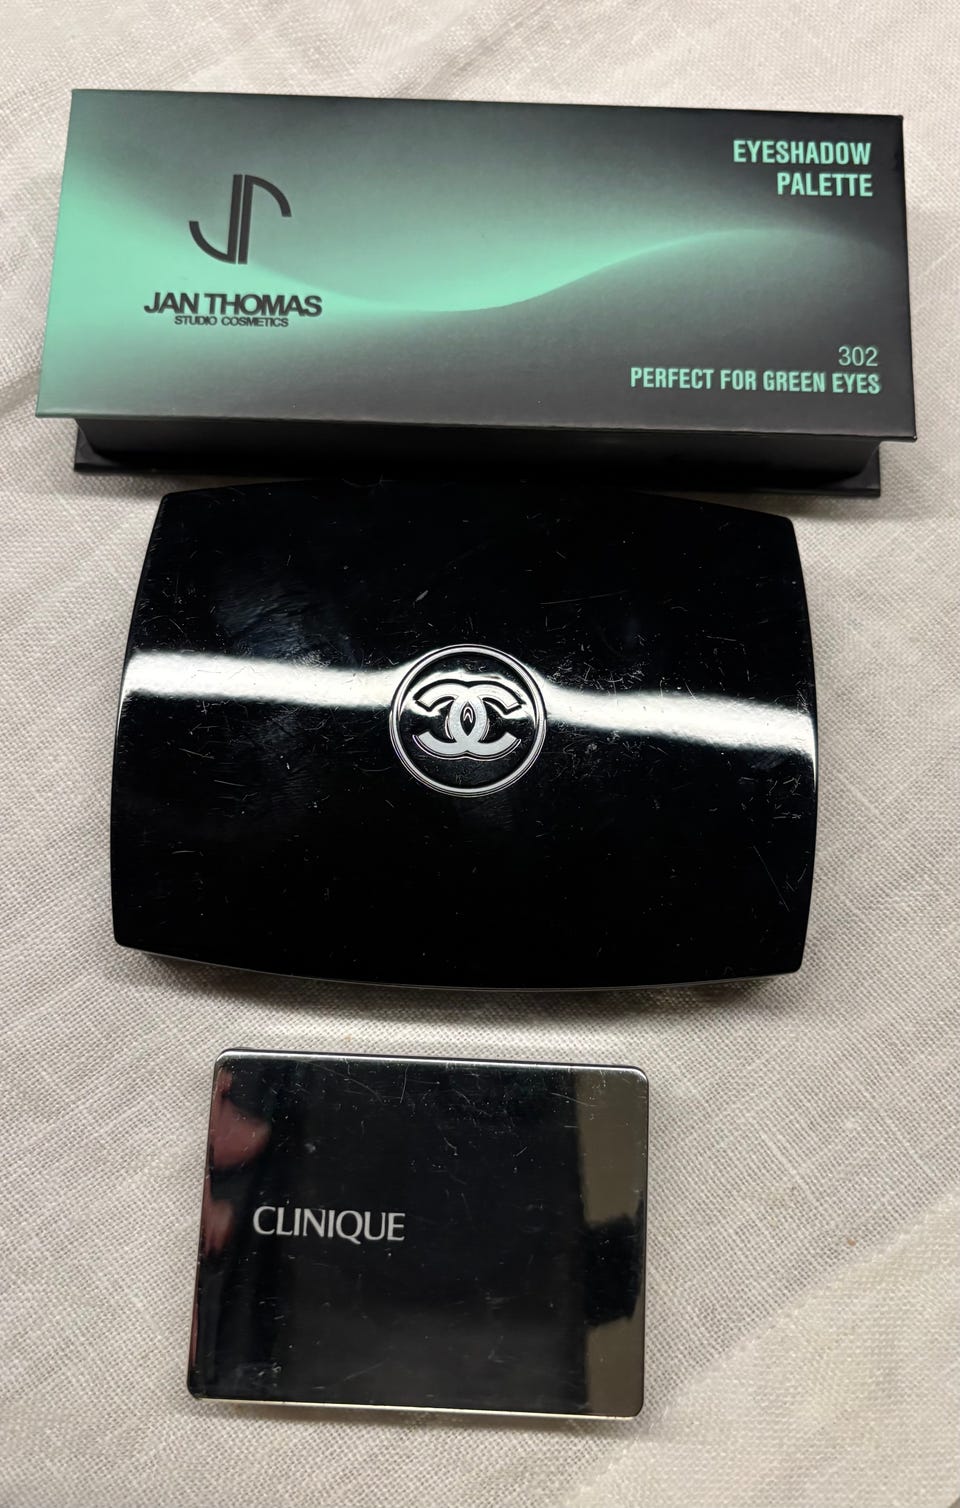 EYESHADOW
PALETTE
JAN THOMAS
STUDIO COSMETICS
302
PERFECT FOR GREEN EYES
CLINIQUE